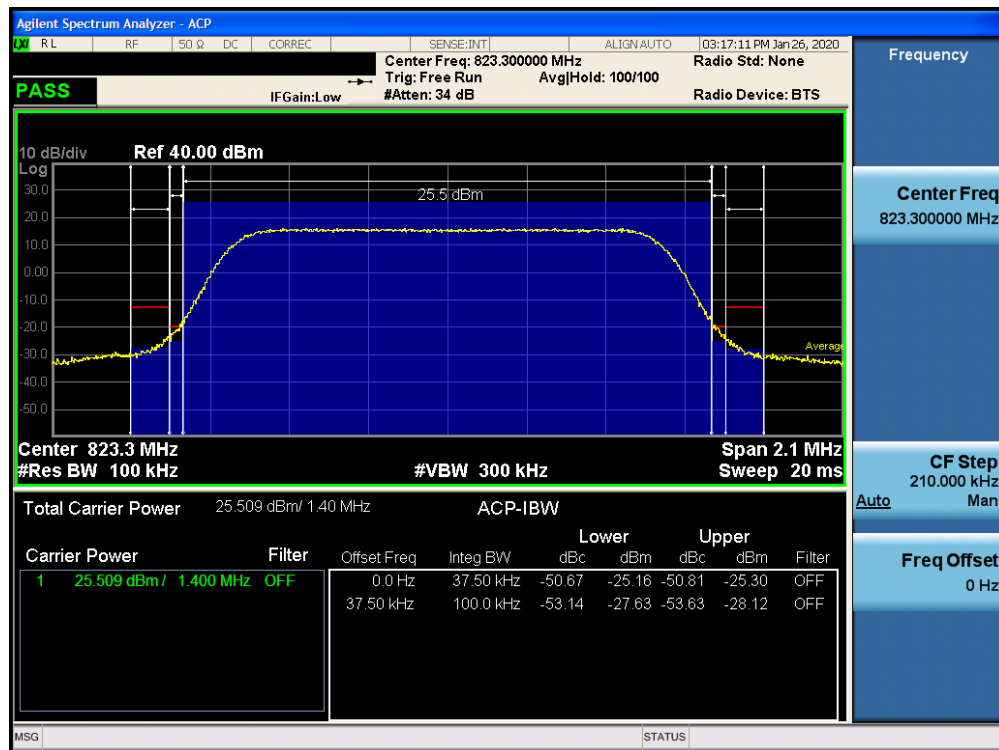 Agilent Spectrum Analyzer - ACP
LXI RL RF 50 Ω DC CORREC SENSE:INT ALIGNAUTO 03:17:11 PM Jan 26, 2020
Center Freq: 823.300000 MHz Radio Std: None
Trig: Free Run Avg|Hold: 100/100
PASS IFGain:Low #Atten: 34 dB Radio Device: BTS
10 dB/div Ref 40.00 dBm
Log
30.0
20.0
10.0
0.00
-10.0
-20.0
-30.0
-40.0
-50.0
25.5 dBm
Average
Center 823.3 MHz Span 2.1 MHz
#Res BW 100 kHz #VBW 300 kHz Sweep 20 ms
Total Carrier Power 25.509 dBm/ 1.40 MHz ACP-IBW
Lower Upper
Carrier Power Filter Offset Freq Integ BW dBc dBm dBc dBm Filter
1 25.509 dBm / 1.400 MHz OFF 0.0 Hz 37.50 kHz -50.67 -25.16 -50.81 -25.30 OFF
37.50 kHz 100.0 kHz -53.14 -27.63 -53.63 -28.12 OFF
MSG STATUS
Frequency
Center Freq
823.300000 MHz
CF Step
210.000 kHz
Auto Man
Freq Offset
0 Hz